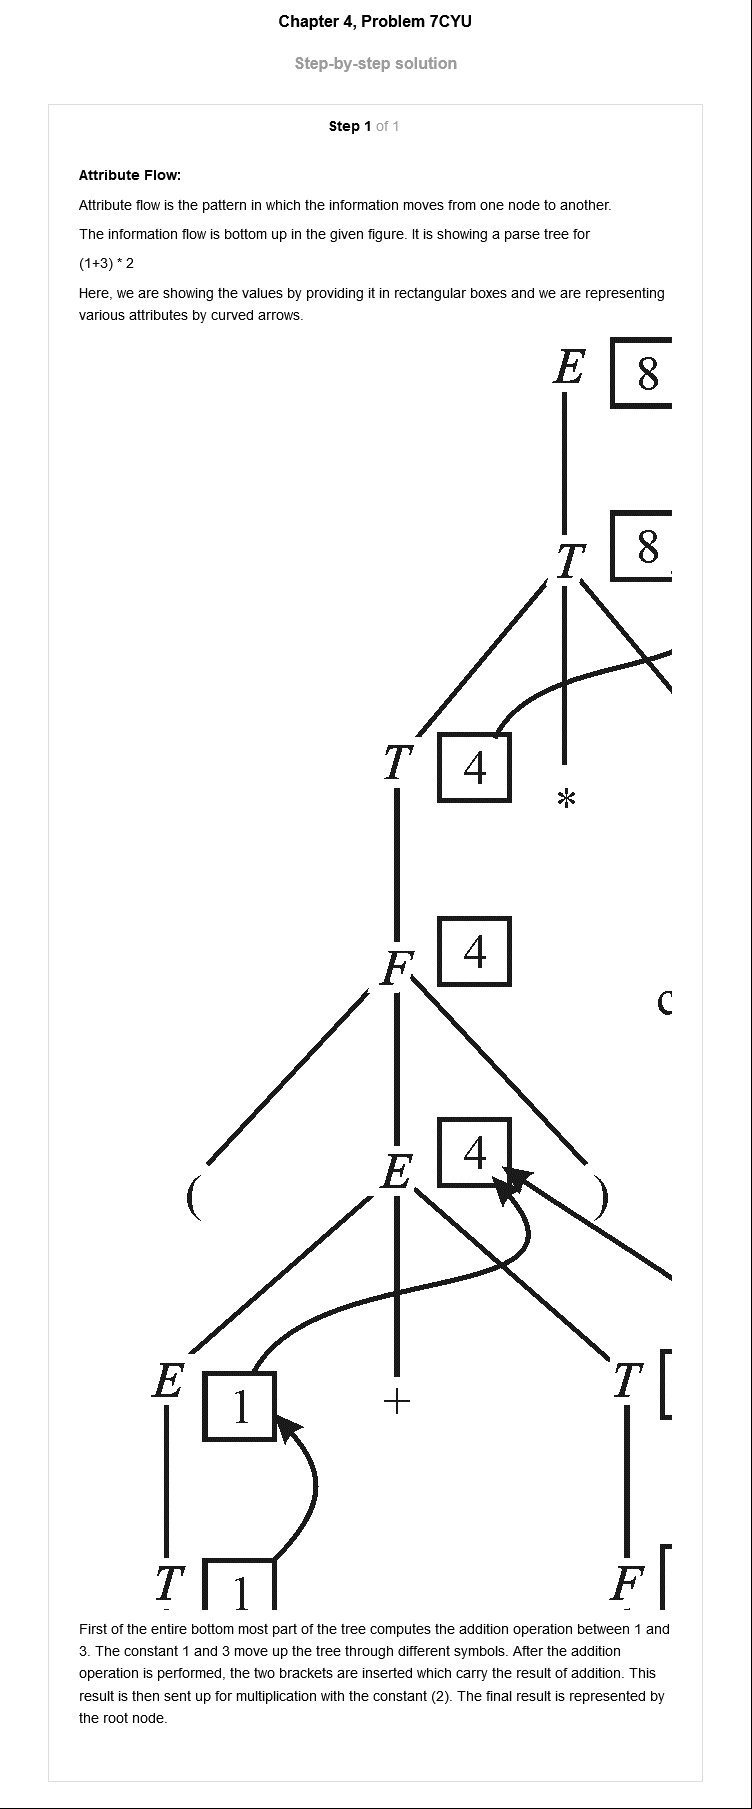 Chapter 4, Problem 7CYU
Step-by-step solution
Step 1 of 1
Attribute Flow:
Attribute flow is the pattern in which the information moves from one node to another.
The information flow is bottom up in the given figure. It is showing a parse tree for
(1+3) * 2
Here, we are showing the values by providing it in rectangular boxes and we are representing
various attributes by curved arrows.
E 8
T 8
T 4 *
F 4
E 4
( )
E 1 + T
T 1 F
First of the entire bottom most part of the tree computes the addition operation between 1 and
3. The constant 1 and 3 move up the tree through different symbols. After the addition
operation is performed, the two brackets are inserted which carry the result of addition. This
result is then sent up for multiplication with the constant (2). The final result is represented by
the root node.